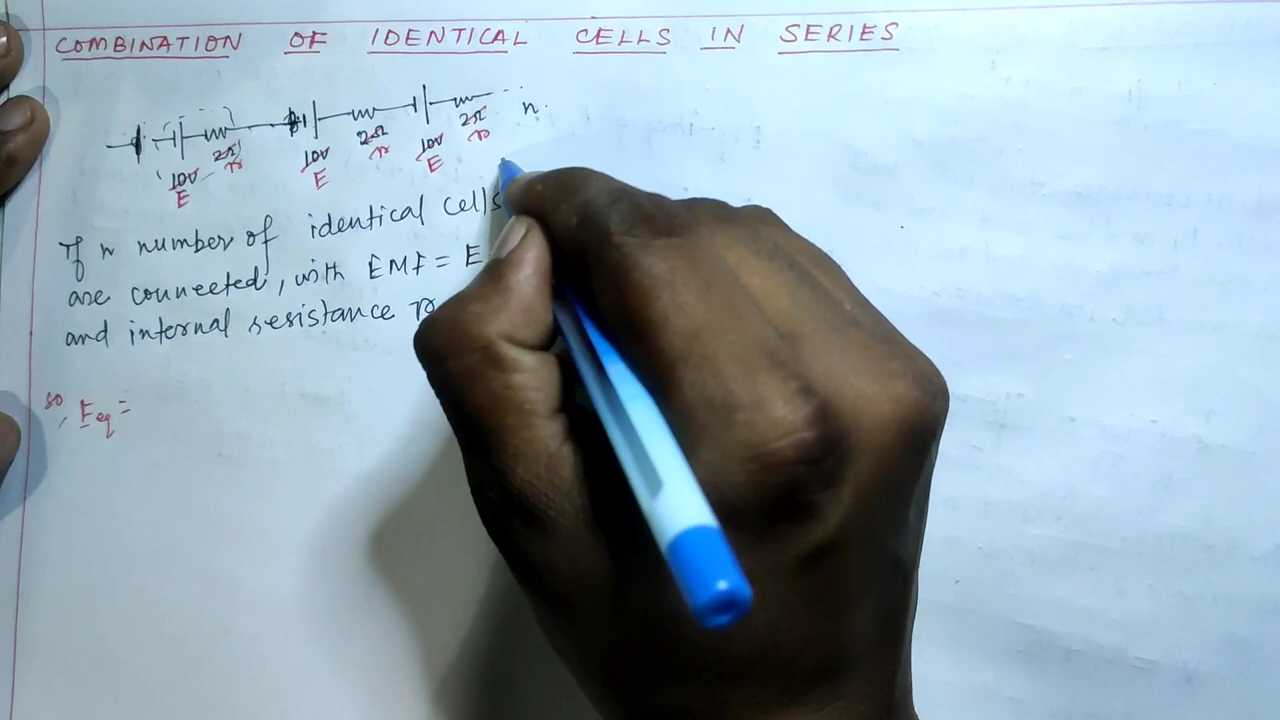 COMBINATION OF IDENTICAL CELLS IN SERIES
n.
2Ω 2Ω 2Ω
r r r
10V 10V 10V
E E E
If n number of identical cells
are connected, with EMF = E
and internal resistance r
so, Eeq =